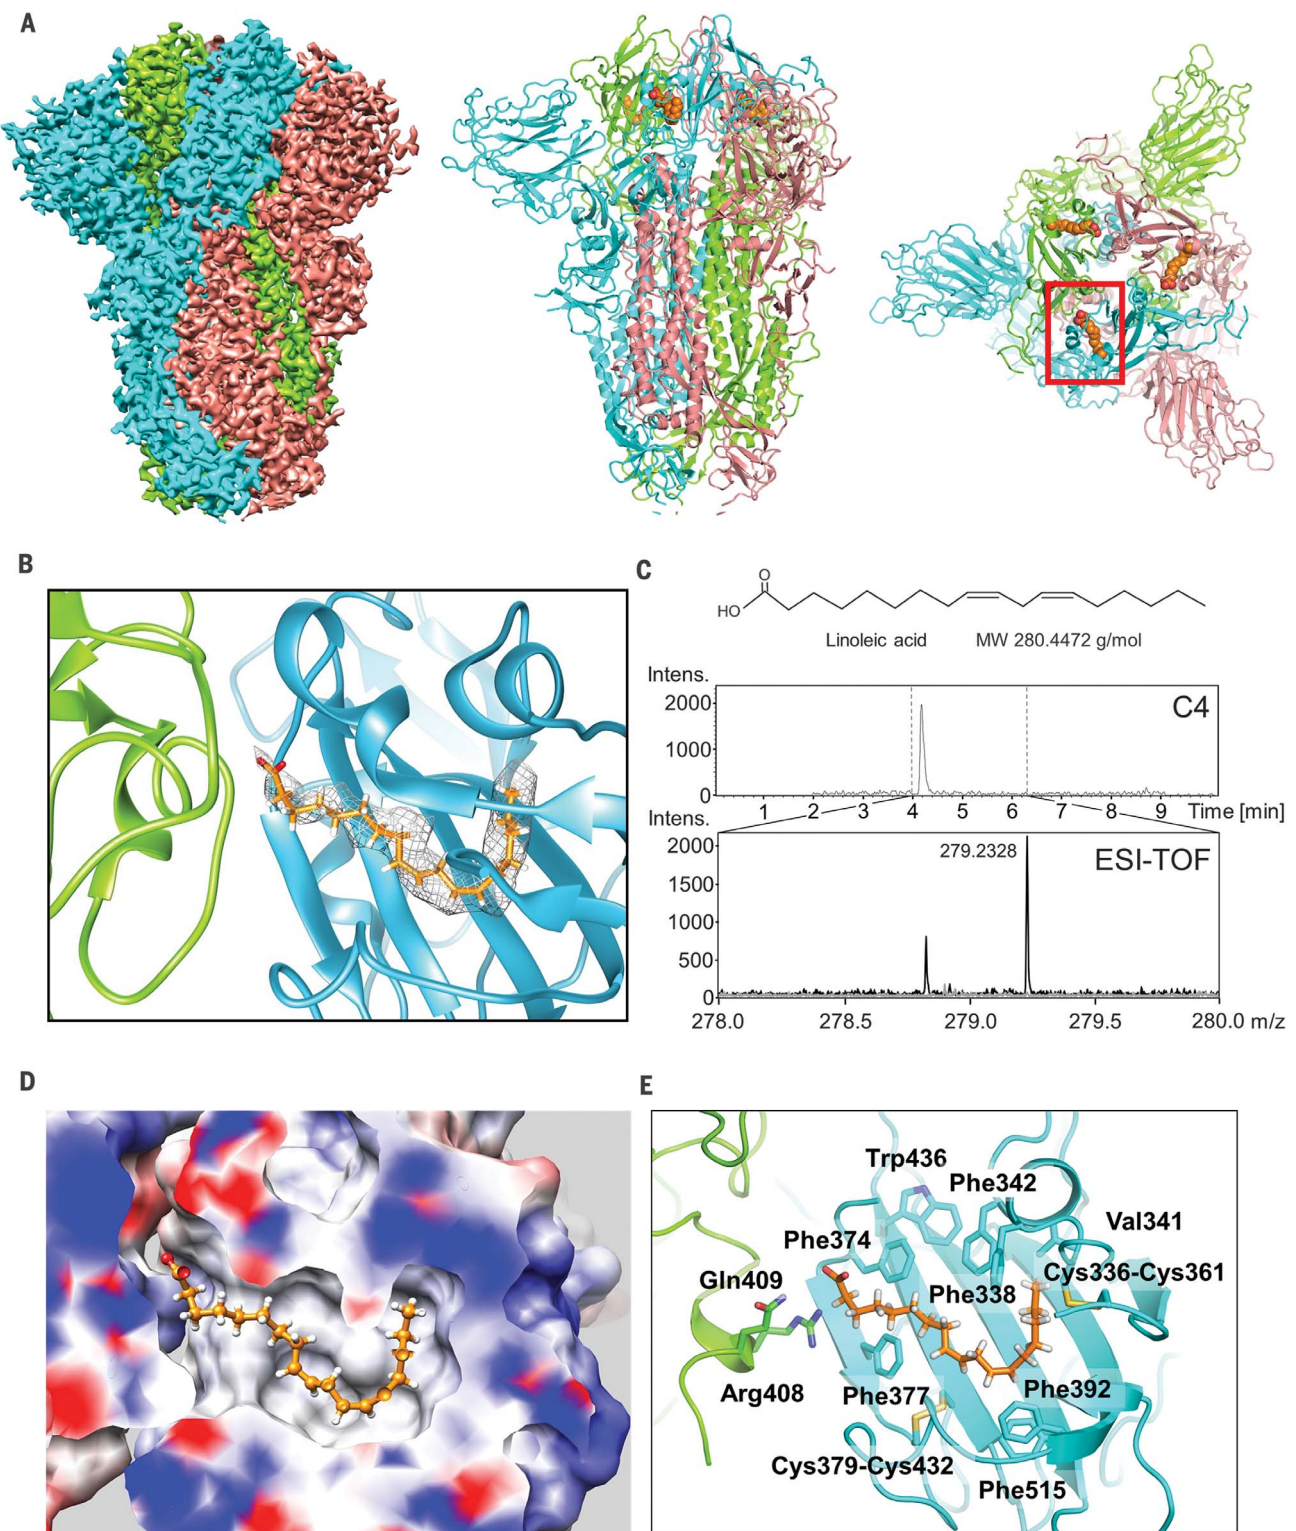 A
B
C
O
HO
Linoleic acid MW 280.4472 g/mol
Intens.
C4
2000
1000
0
1 2 3 4 5 6 7 8 9 Time [min]
Intens.
279.2328 ESI-TOF
2000
1500
1000
500
0
278.0 278.5 279.0 279.5 280.0 m/z
D
E
Trp436
Phe342
Val341
Phe374
Gln409
Cys336-Cys361
Phe338
Arg408
Phe377
Phe392
Cys379-Cys432
Phe515